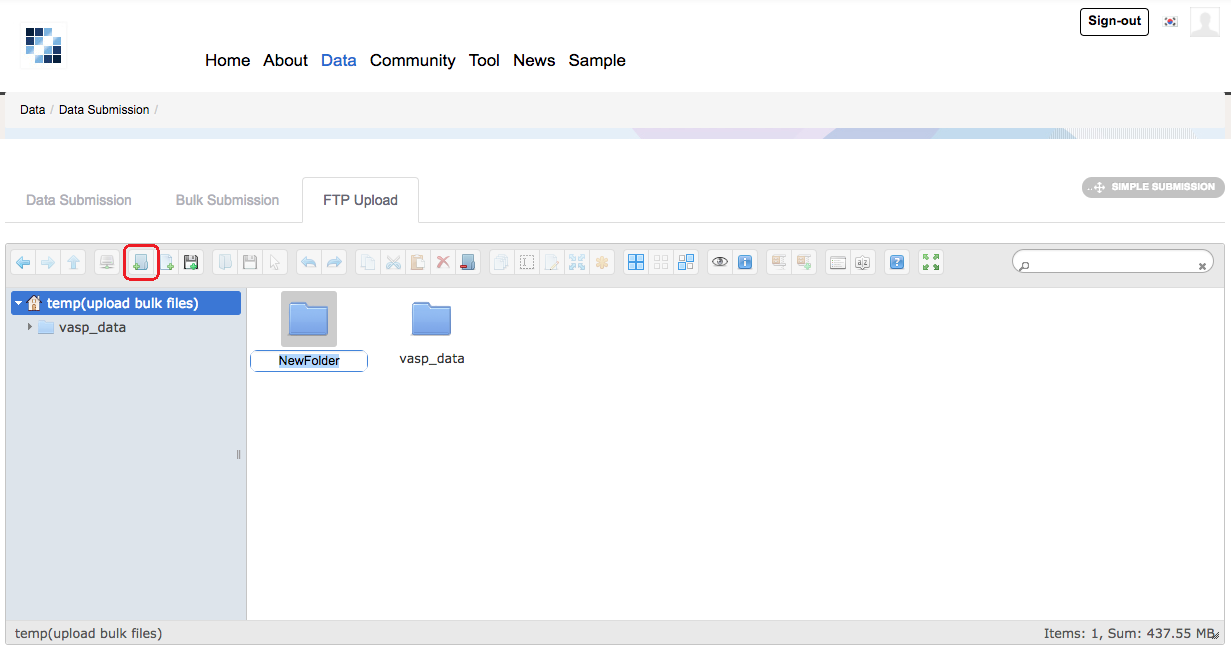 Sign-out
Home About Data Community Tool News Sample
Data / Data Submission /
Data Submission Bulk Submission FTP Upload
SIMPLE SUBMISSION
temp(upload bulk files)
vasp_data
NewFolder vasp_data
temp(upload bulk files) Items: 1, Sum: 437.55 MB